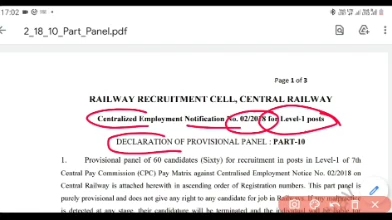 17:02
2_18_10_Part_Panel.pdf
Page 1 of 3
RAILWAY RECRUITMENT CELL, CENTRAL RAILWAY
Centralized Employment Notification No. 02/2018 for Level-1 posts
DECLARATION OF PROVISIONAL PANEL : PART-10
1. Provisional panel of 60 candidates (Sixty) for recruitment in posts in Level-1 of 7th
Central Pay Commission (CPC) Pay Matrix against Centralised Employment Notice No. 02/2018 on
Central Railway is attached herewith in ascending order of Registration numbers. This part panel is
purely provisional and does not give any right to any candidate for job in Railways. If any
is detected at any stage, their candidature will be terminated and